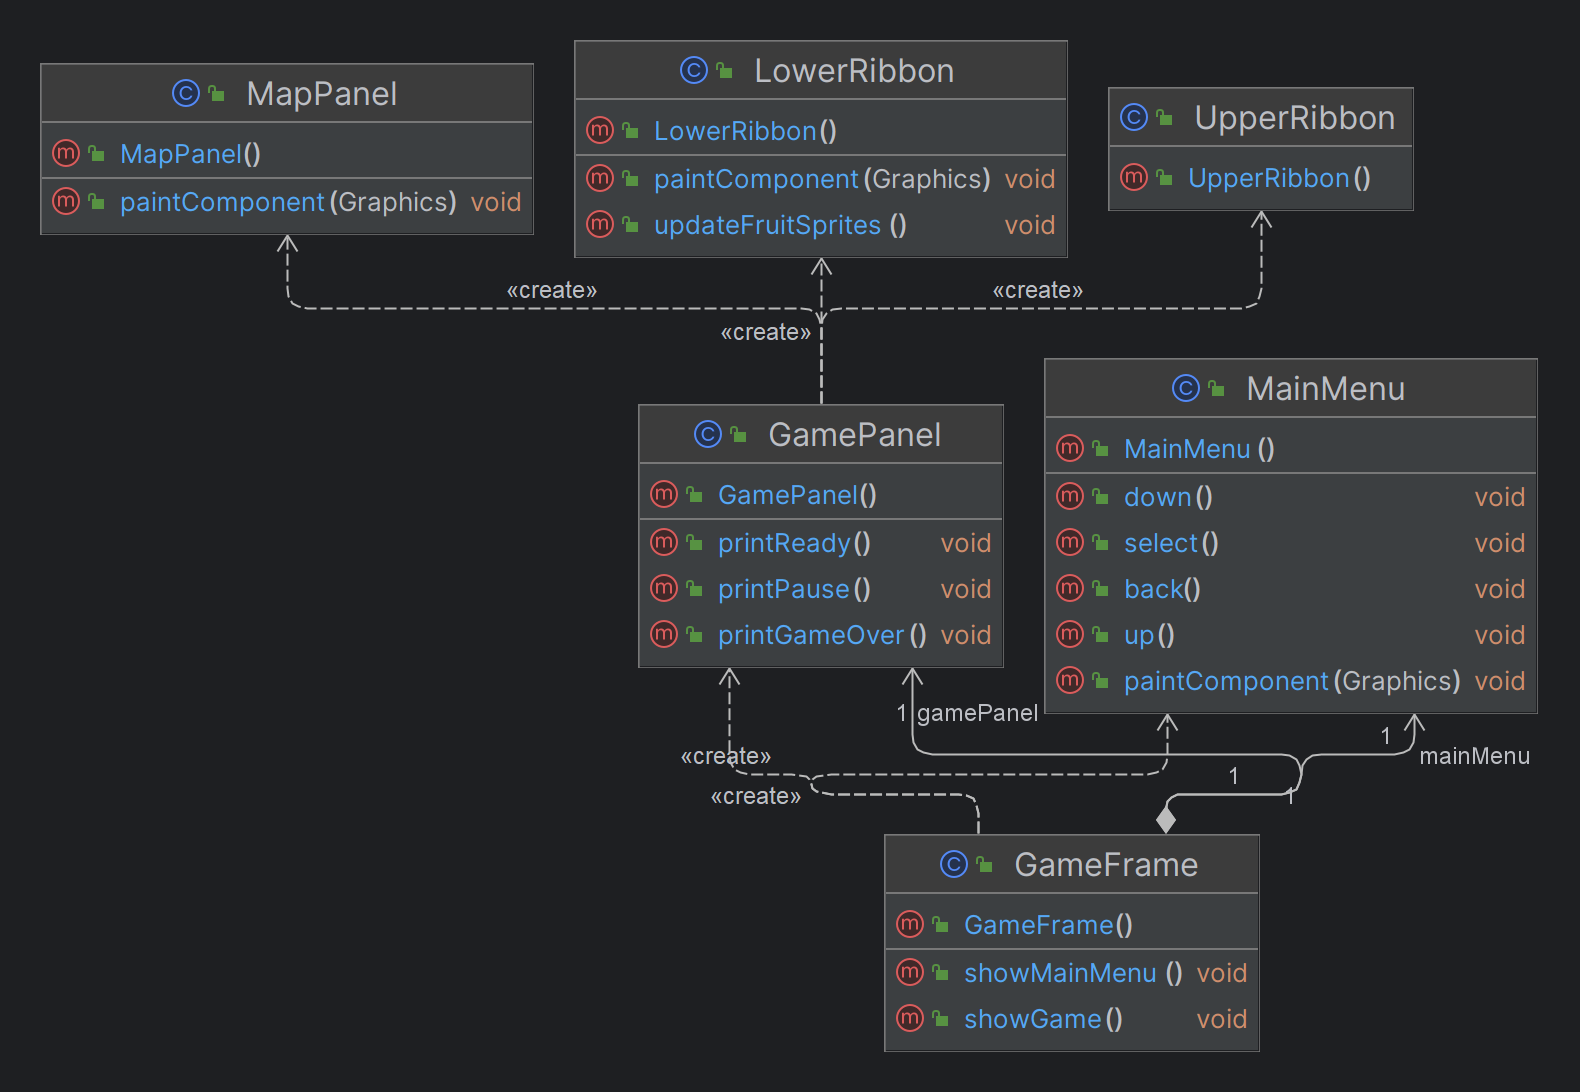 MapPanel
MapPanel()
paintComponent(Graphics) void
LowerRibbon
LowerRibbon()
paintComponent(Graphics) void
updateFruitSprites() void
UpperRibbon
UpperRibbon()
«create»
«create»
«create»
GamePanel
GamePanel()
printReady() void
printPause() void
printGameOver() void
MainMenu
MainMenu()
down() void
select() void
back() void
up() void
paintComponent(Graphics) void
1 gamePanel
1
mainMenu
«create»
1
«create»
1
GameFrame
GameFrame()
showMainMenu() void
showGame() void